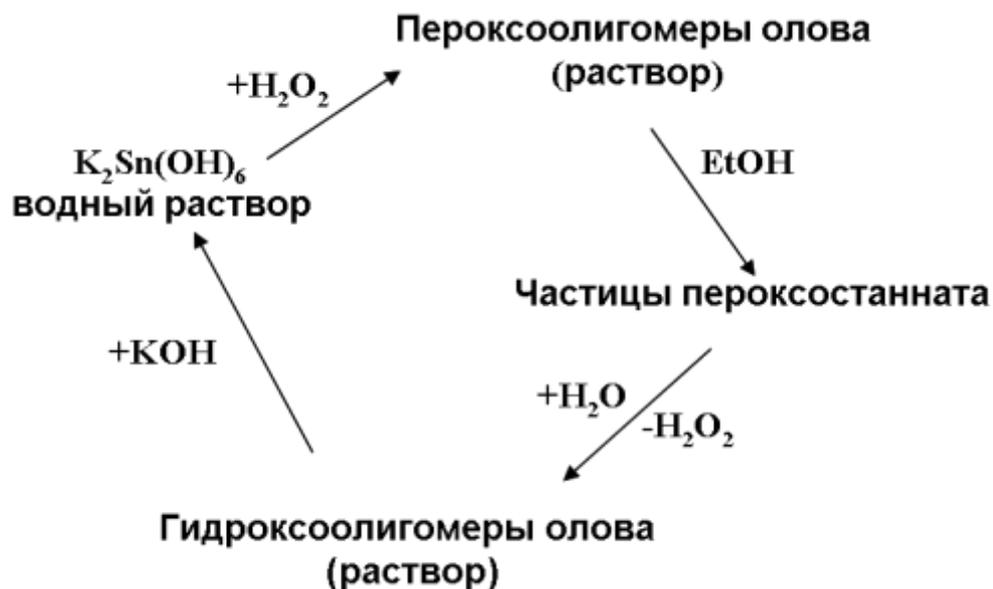 Пероксоолигомеры олова
(раствор)
+H₂O₂
K₂Sn(OH)₆
водный раствор
EtOH
Частицы пероксостанната
+KOH
+H₂O
-H₂O₂
Гидроксоолигомеры олова
(раствор)